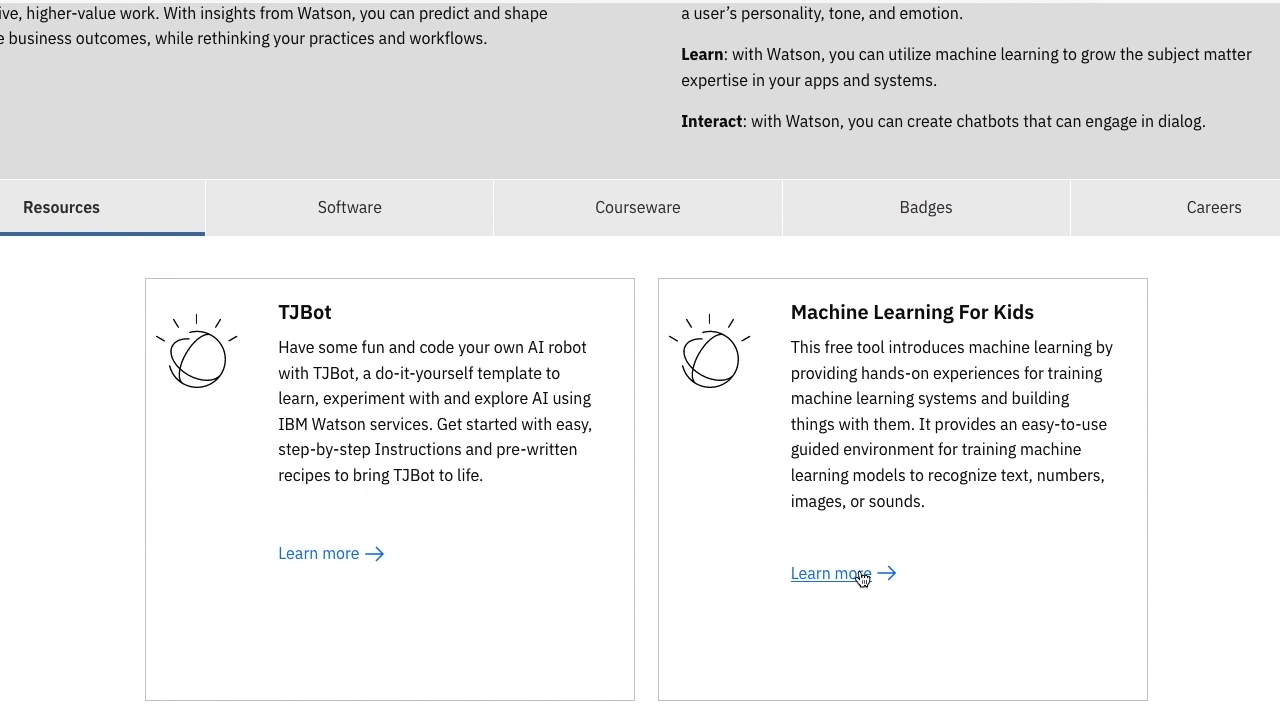 ive, higher-value work. With insights from Watson, you can predict and shape
e business outcomes, while rethinking your practices and workflows.
a user’s personality, tone, and emotion.
Learn: with Watson, you can utilize machine learning to grow the subject matter
expertise in your apps and systems.
Interact: with Watson, you can create chatbots that can engage in dialog.
Resources
Software
Courseware
Badges
Careers
TJBot
Have some fun and code your own AI robot
with TJBot, a do-it-yourself template to
learn, experiment with and explore AI using
IBM Watson services. Get started with easy,
step-by-step Instructions and pre-written
recipes to bring TJBot to life.
Learn more
Machine Learning For Kids
This free tool introduces machine learning by
providing hands-on experiences for training
machine learning systems and building
things with them. It provides an easy-to-use
guided environment for training machine
learning models to recognize text, numbers,
images, or sounds.
Learn more